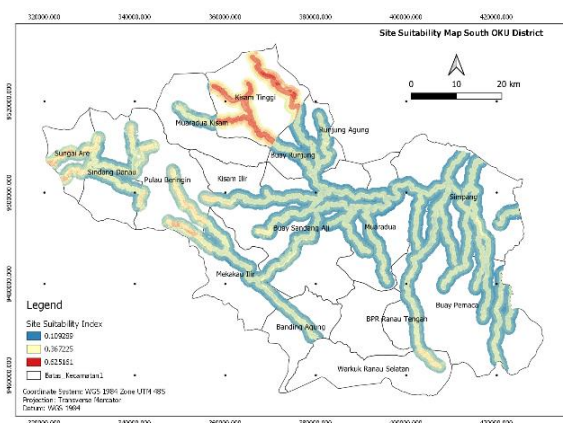 320000.000 340000.000 360000.000 380000.000 400000.000 420000.000
Site Suitability Map South OKU District
0 10 20 km
Kisam Tinggi
Muaradua Kisam
Runjung Agung
Buay Runjung
Sungai Are
Sindang Danau
Pulau Beringin
Kisam Ilir
Simpang
Buay Sandang Aji
Muaradua
Mekakau Ilir
Buay Pemaca
BPR Ranau Tengah
Banding Agung
Warkuk Ranau Selatan
Legend
Site Suitability Index
0.109289
0.367225
0.625161
Batas_Kecamatan1
Coordinate System: WGS 1984 Zone UTM 48S
Projection: Transverse Mercator
Datum: WGS 1984